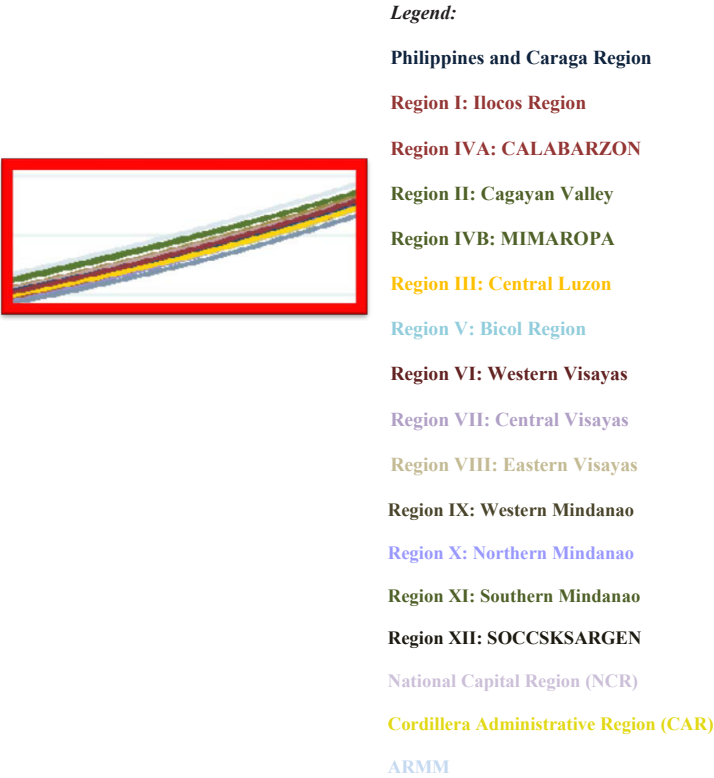 Legend:
Philippines and Caraga Region
Region I: Ilocos Region
Region IVA: CALABARZON
Region II: Cagayan Valley
Region IVB: MIMAROPA
Region III: Central Luzon
Region V: Bicol Region
Region VI: Western Visayas
Region VII: Central Visayas
Region VIII: Eastern Visayas
Region IX: Western Mindanao
Region X: Northern Mindanao
Region XI: Southern Mindanao
Region XII: SOCCSKSARGEN
National Capital Region (NCR)
Cordillera Administrative Region (CAR)
ARMM